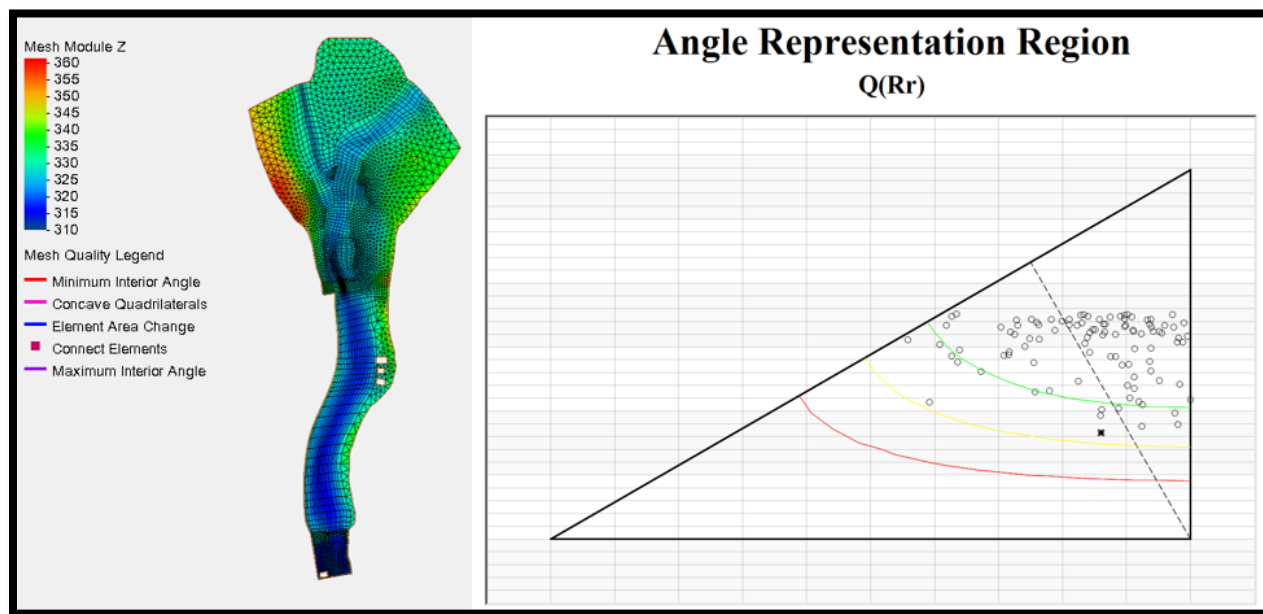 Mesh Module Z
360
355
350
345
340
335
330
325
320
315
310
Mesh Quality Legend
Minimum Interior Angle
Concave Quadrilaterals
Element Area Change
Connect Elements
Maximum Interior Angle
Angle Representation Region
Q(Rr)